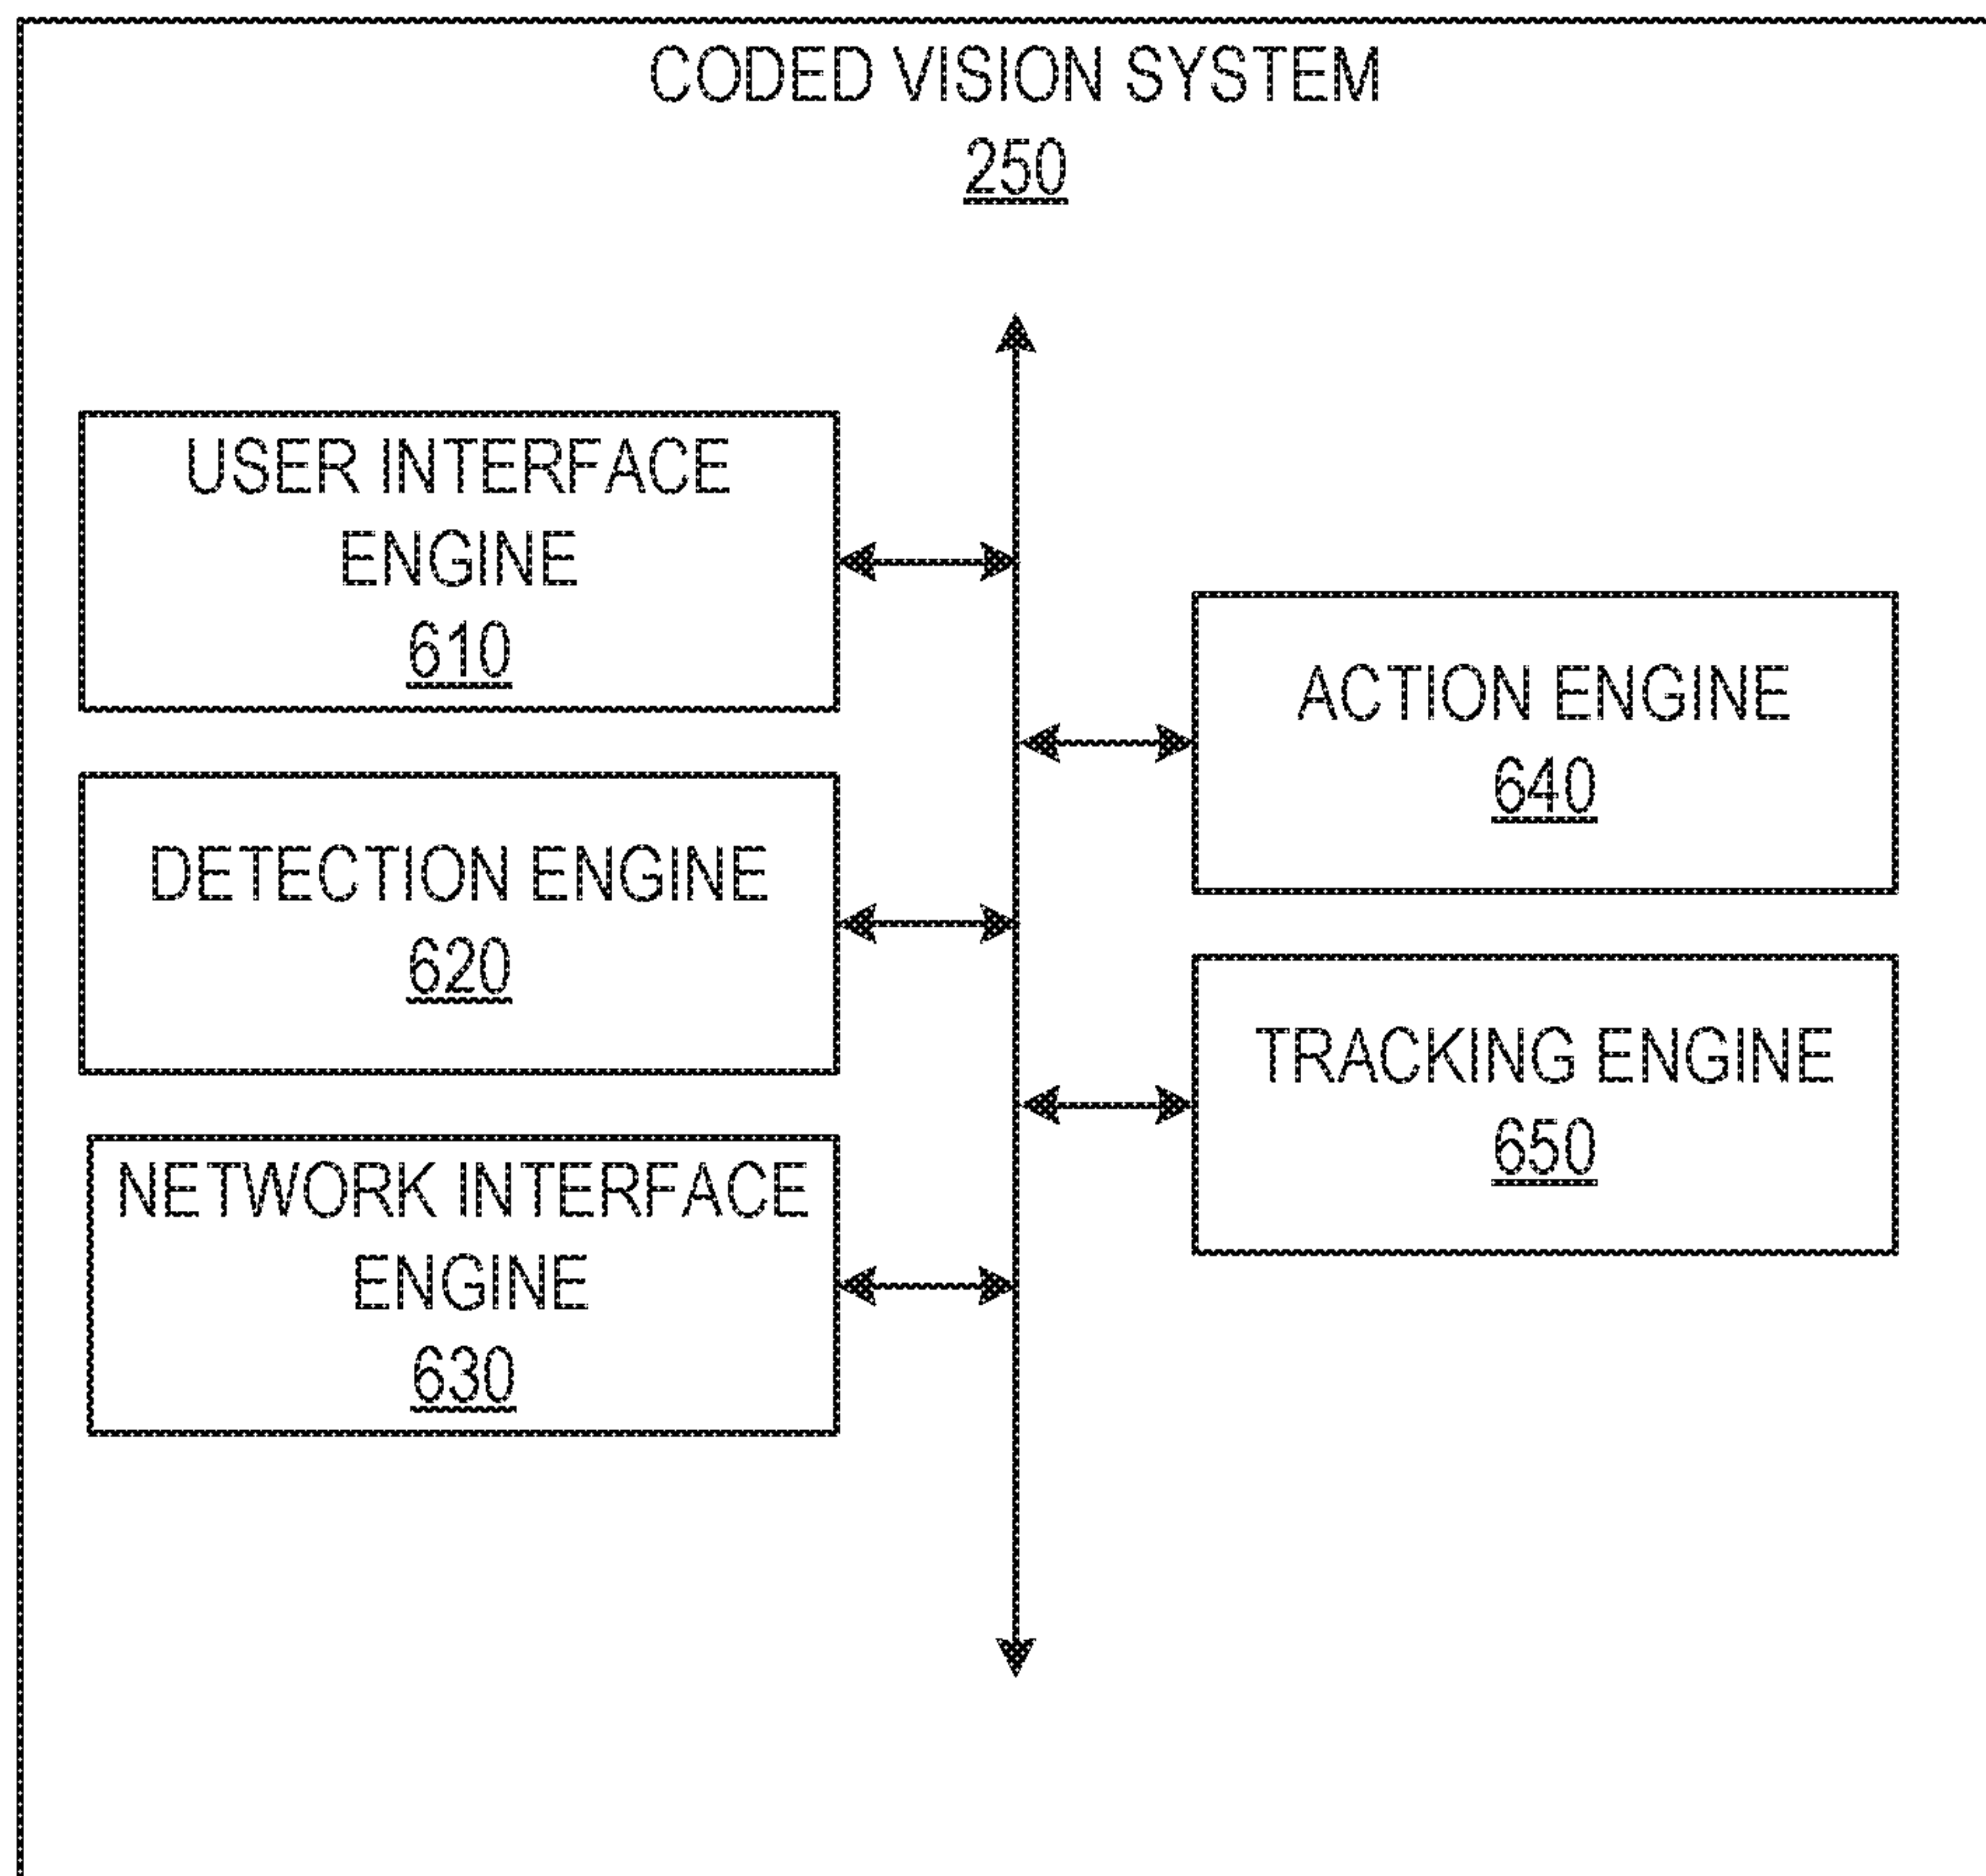 CODED VISION SYSTEM
250
USER INTERFACE
ENGINE
610
ACTION ENGINE
640
DETECTION ENGINE
620
TRACKING ENGINE
650
NETWORK INTERFACE
ENGINE
630